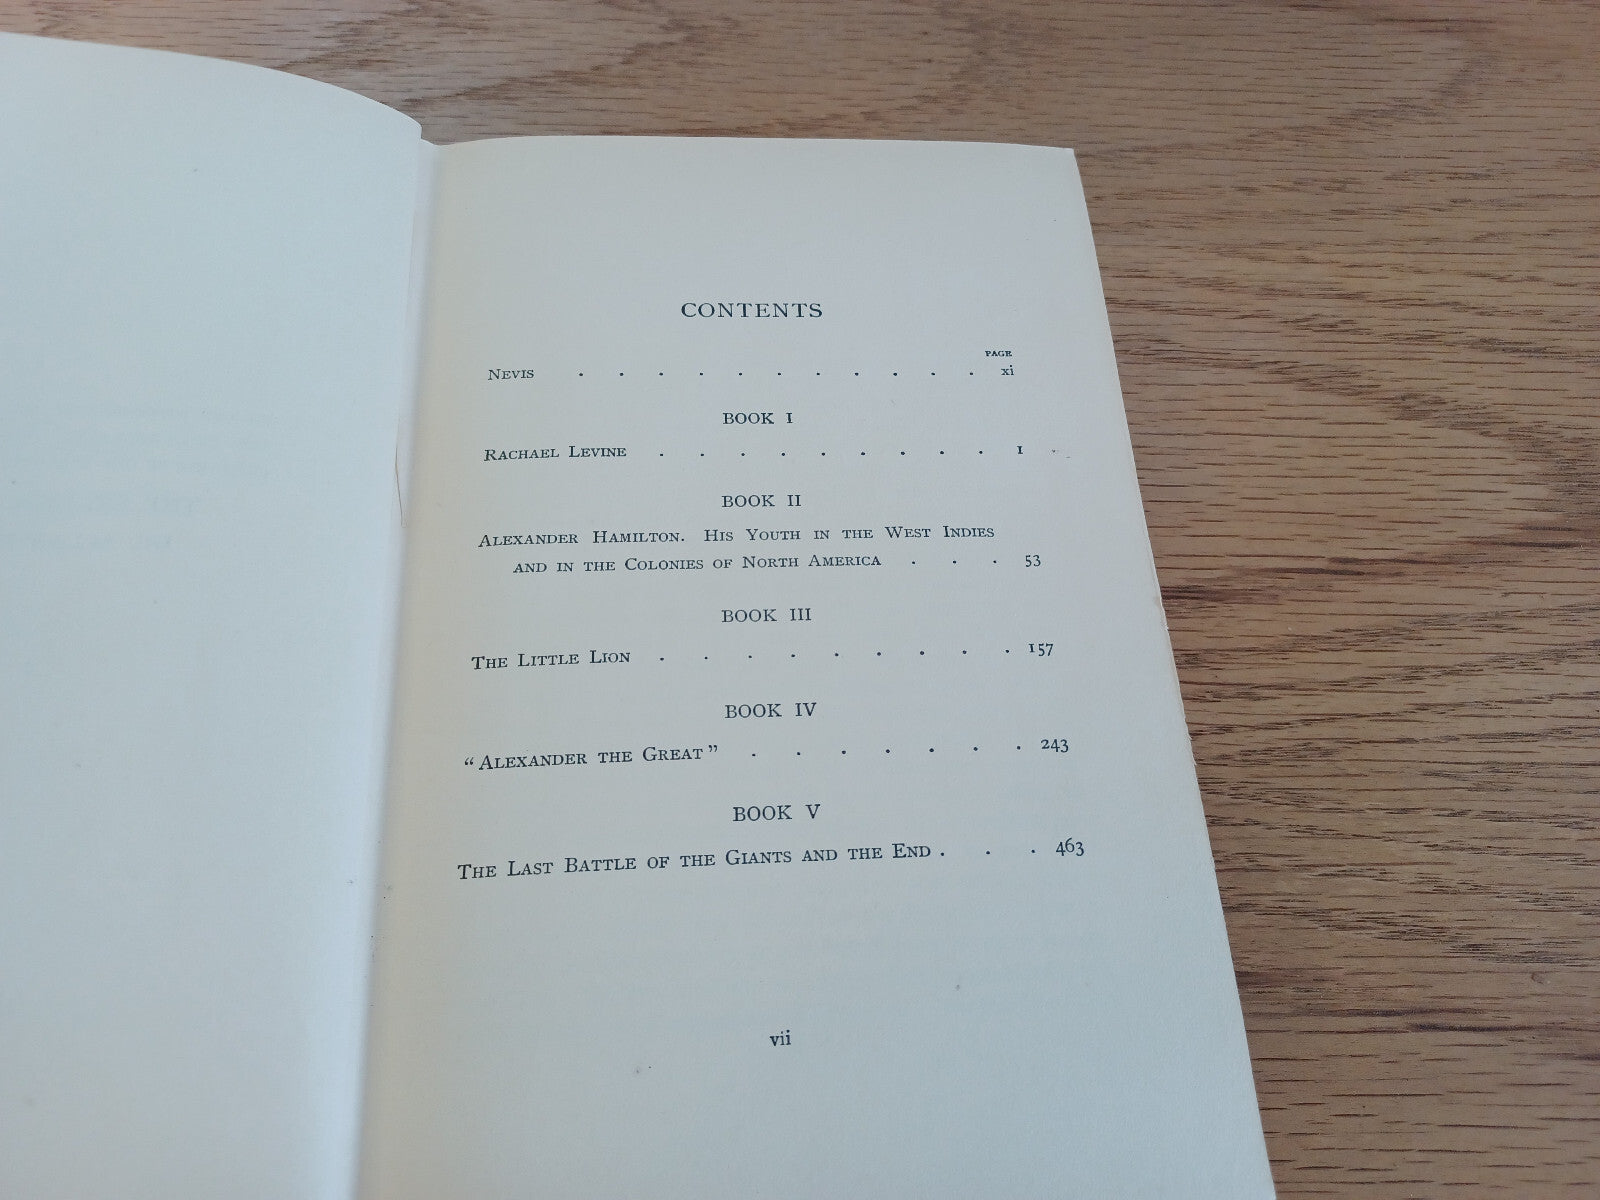 CONTENTS
PAGE
NEVIS . . . . . . . . . . . xi
BOOK I
RACHAEL LEVINE . . . . . . . . . 1
BOOK II
ALEXANDER HAMILTON. HIS YOUTH IN THE WEST INDIES
AND IN THE COLONIES OF NORTH AMERICA . . . 53
BOOK III
THE LITTLE LION . . . . . . . . . 157
BOOK IV
"ALEXANDER THE GREAT" . . . . . . . 243
BOOK V
THE LAST BATTLE OF THE GIANTS AND THE END . . . 463
vii